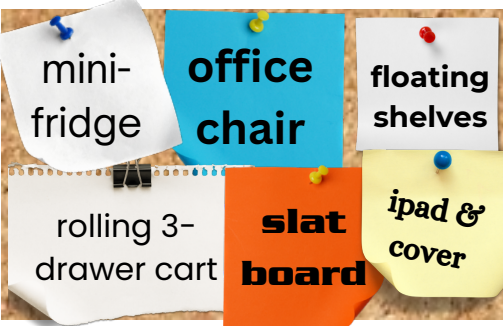 mini-
fridge
office
chair
floating
shelves
rolling 3-
drawer cart
slat
board
ipad &
cover